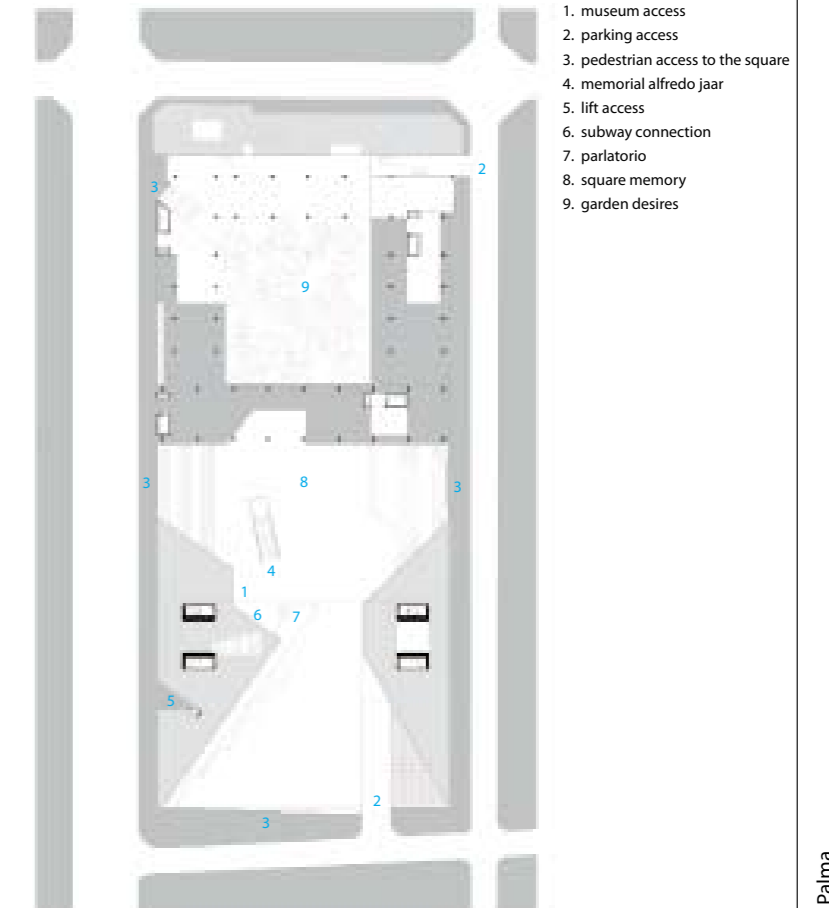 1. museum access
2. parking access
3. pedestrian access to the square
4. memorial alfredo jaar
5. lift access
6. subway connection
7. parlatorio
8. square memory
9. garden desires
2
3
9
3
8
3
4
1
6
7
5
2
3
Palma